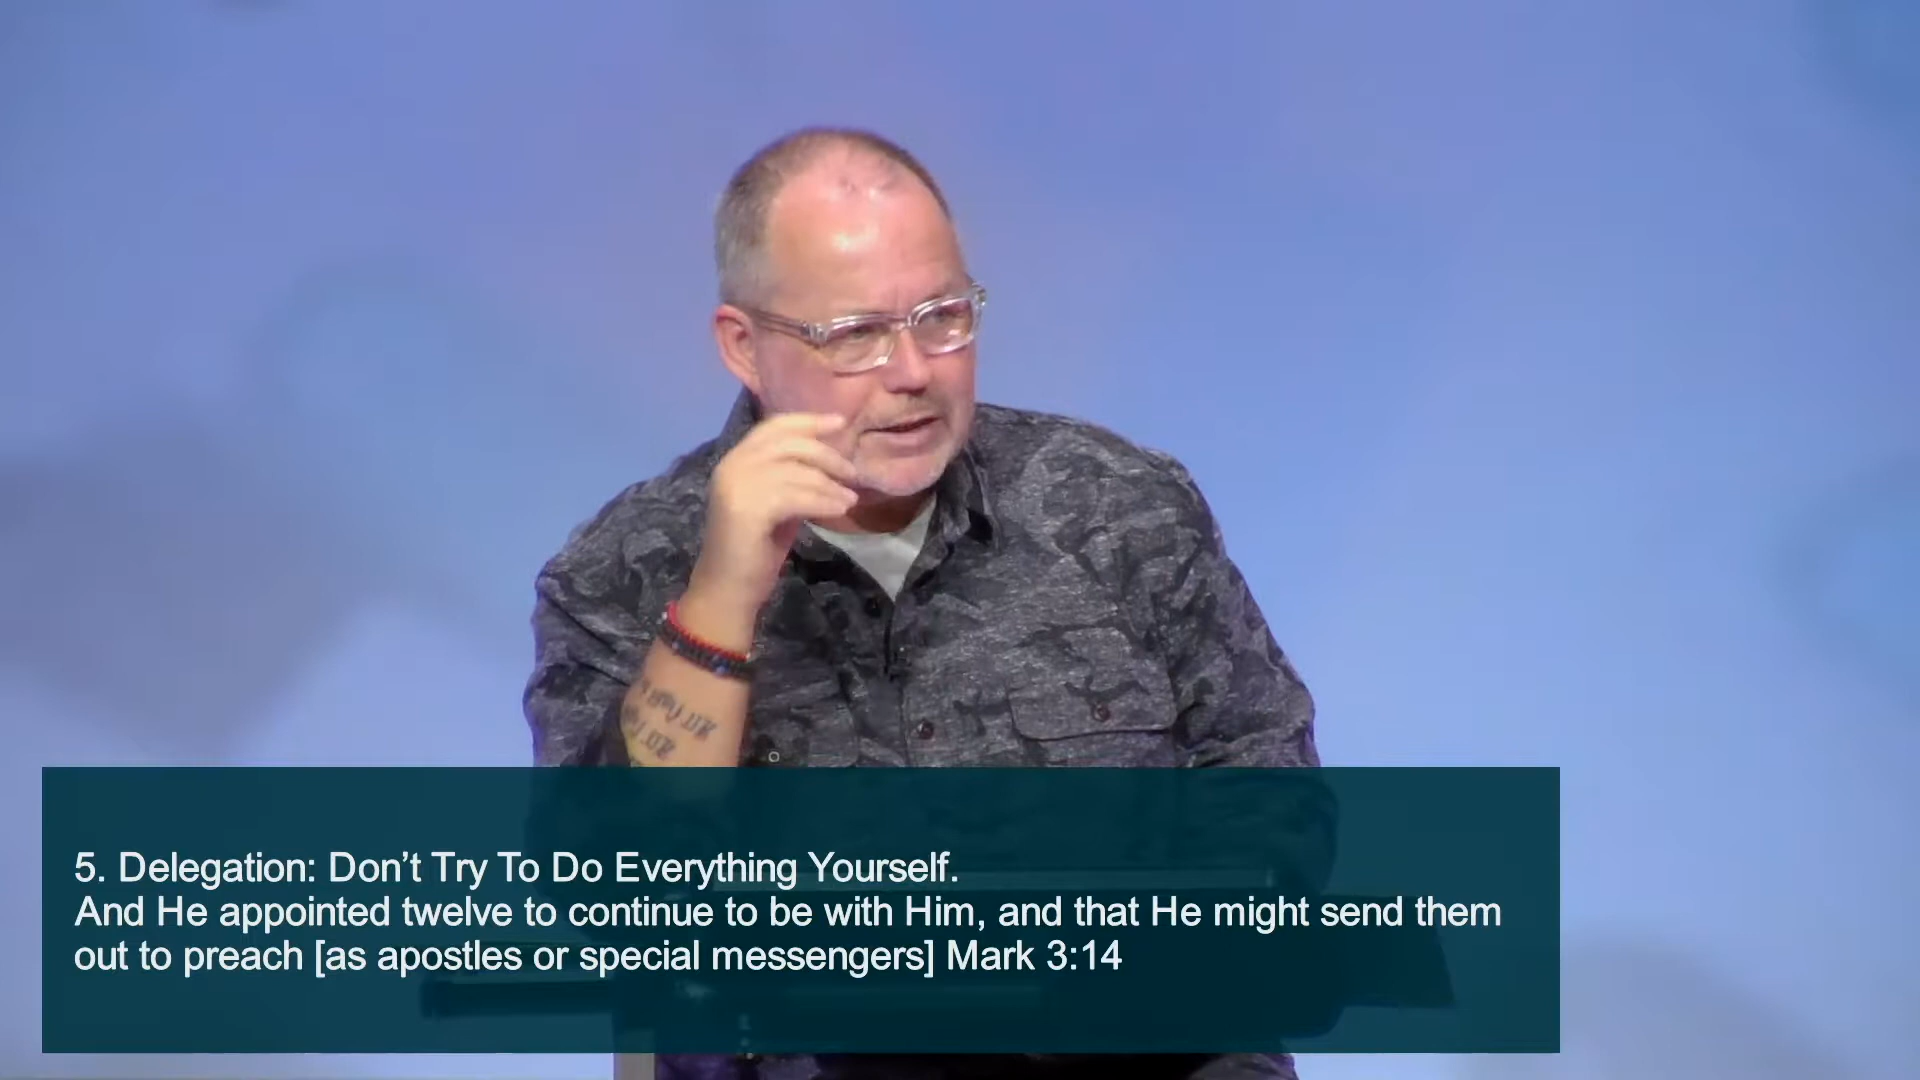 5. Delegation: Don’t Try To Do Everything Yourself.
And He appointed twelve to continue to be with Him, and that He might send them
out to preach [as apostles or special messengers] Mark 3:14